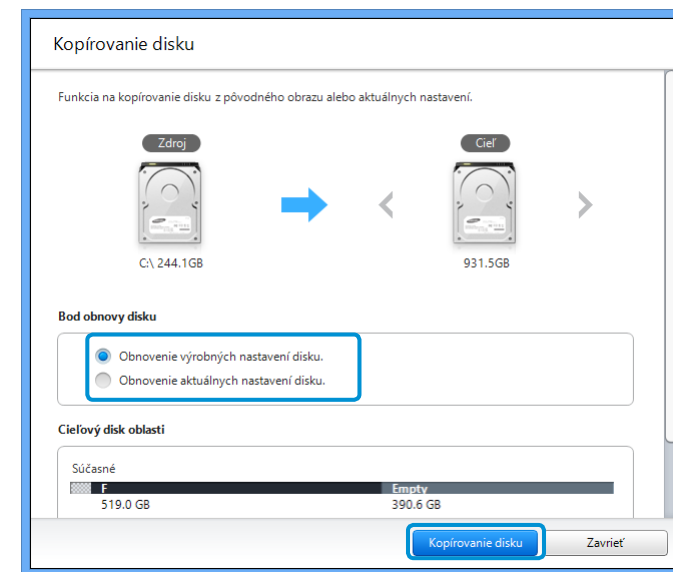 Kopírovanie disku
Funkcia na kopírovanie disku z pôvodného obrazu alebo aktuálnych nastavení.
Zdroj
Cieľ
C:\ 244.1GB
931.5GB
Bod obnovy disku
Obnovenie výrobných nastavení disku.
Obnovenie aktuálnych nastavení disku.
Cieľový disk oblasti
Súčasné
F
Empty
519.0 GB
390.6 GB
Kopírovanie disku
Zavrieť